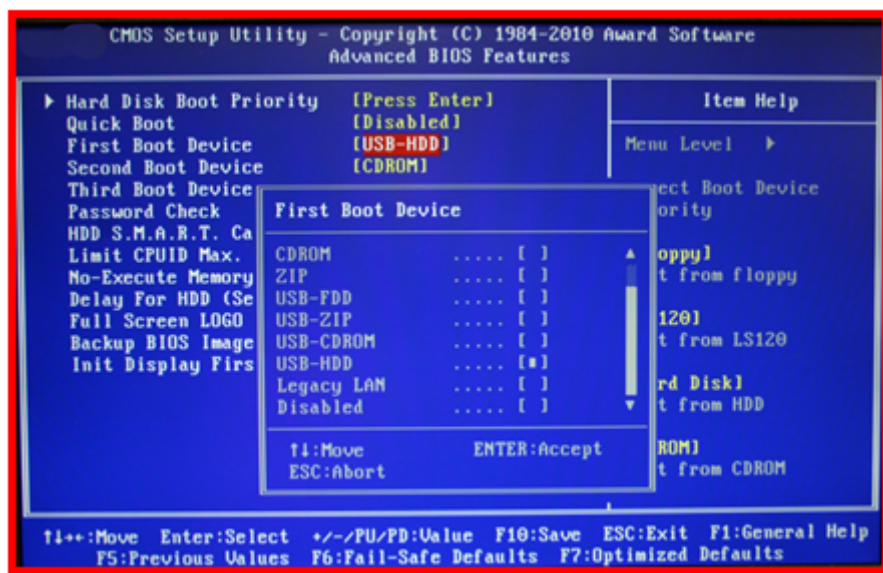 CMOS Setup Utility - Copyright (C) 1984-2010 Award Software
Advanced BIOS Features
▶ Hard Disk Boot Priority [Press Enter]
Quick Boot [Disabled]
First Boot Device [USB-HDD]
Second Boot Device [CDROM]
Third Boot Device
Password Check
HDD S.M.A.R.T. Ca
Limit CPUID Max.
No-Execute Memory
Delay For HDD (Se
Full Screen LOGO
Backup BIOS Image
Init Display Firs
First Boot Device
CDROM ..... [ ]
ZIP ..... [ ]
USB-FDD ..... [ ]
USB-ZIP ..... [ ]
USB-CDROM ..... [ ]
USB-HDD ..... [■]
Legacy LAN ..... [ ]
Disabled ..... [ ]
↑↓:Move ENTER:Accept
ESC:Abort
Item Help
Menu Level ▶
ect Boot Device
ority
oppy]
t from floppy
120]
t from LS120
rd Disk]
t from HDD
ROM]
t from CDROM
↑↓→←:Move Enter:Select +/-/PU/PD:Value F10:Save ESC:Exit F1:General Help
F5:Previous Values F6:Fail-Safe Defaults F7:Optimized Defaults